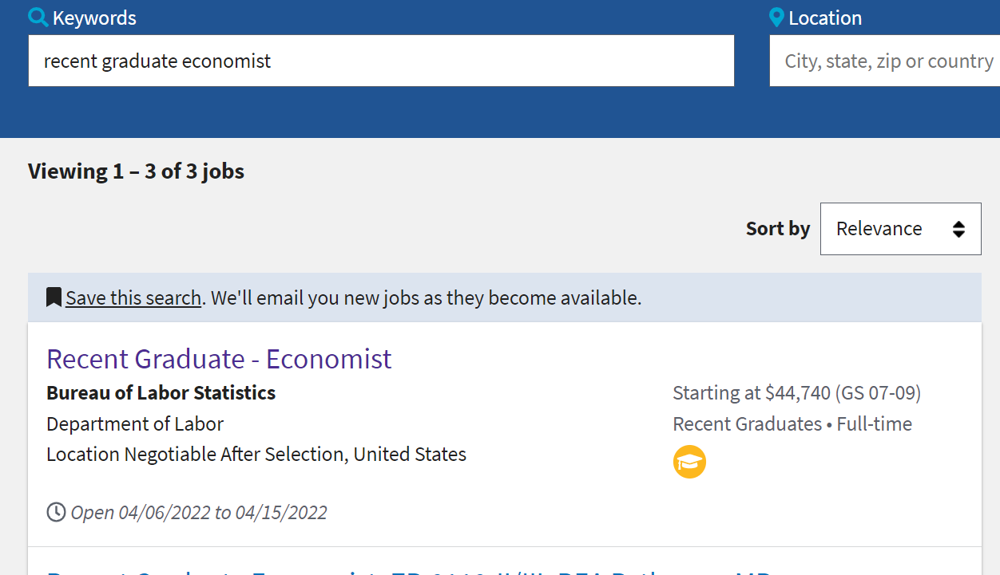 Keywords
Location
recent graduate economist
City, state, zip or country
Viewing 1 – 3 of 3 jobs
Sort by
Relevance
Save this search. We'll email you new jobs as they become available.
Recent Graduate - Economist
Bureau of Labor Statistics
Starting at $44,740 (GS 07-09)
Department of Labor
Recent Graduates • Full-time
Location Negotiable After Selection, United States
Open 04/06/2022 to 04/15/2022